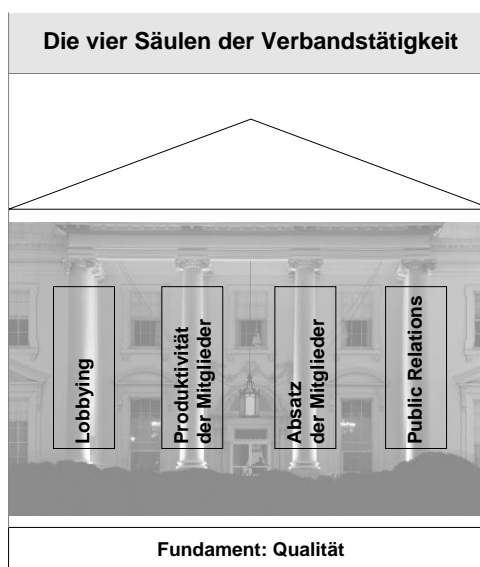 Die vier Säulen der Verbandstätigkeit
Lobbying
Produktivität
der Mitglieder
Absatz
der Mitglieder
Public Relations
Fundament: Qualität